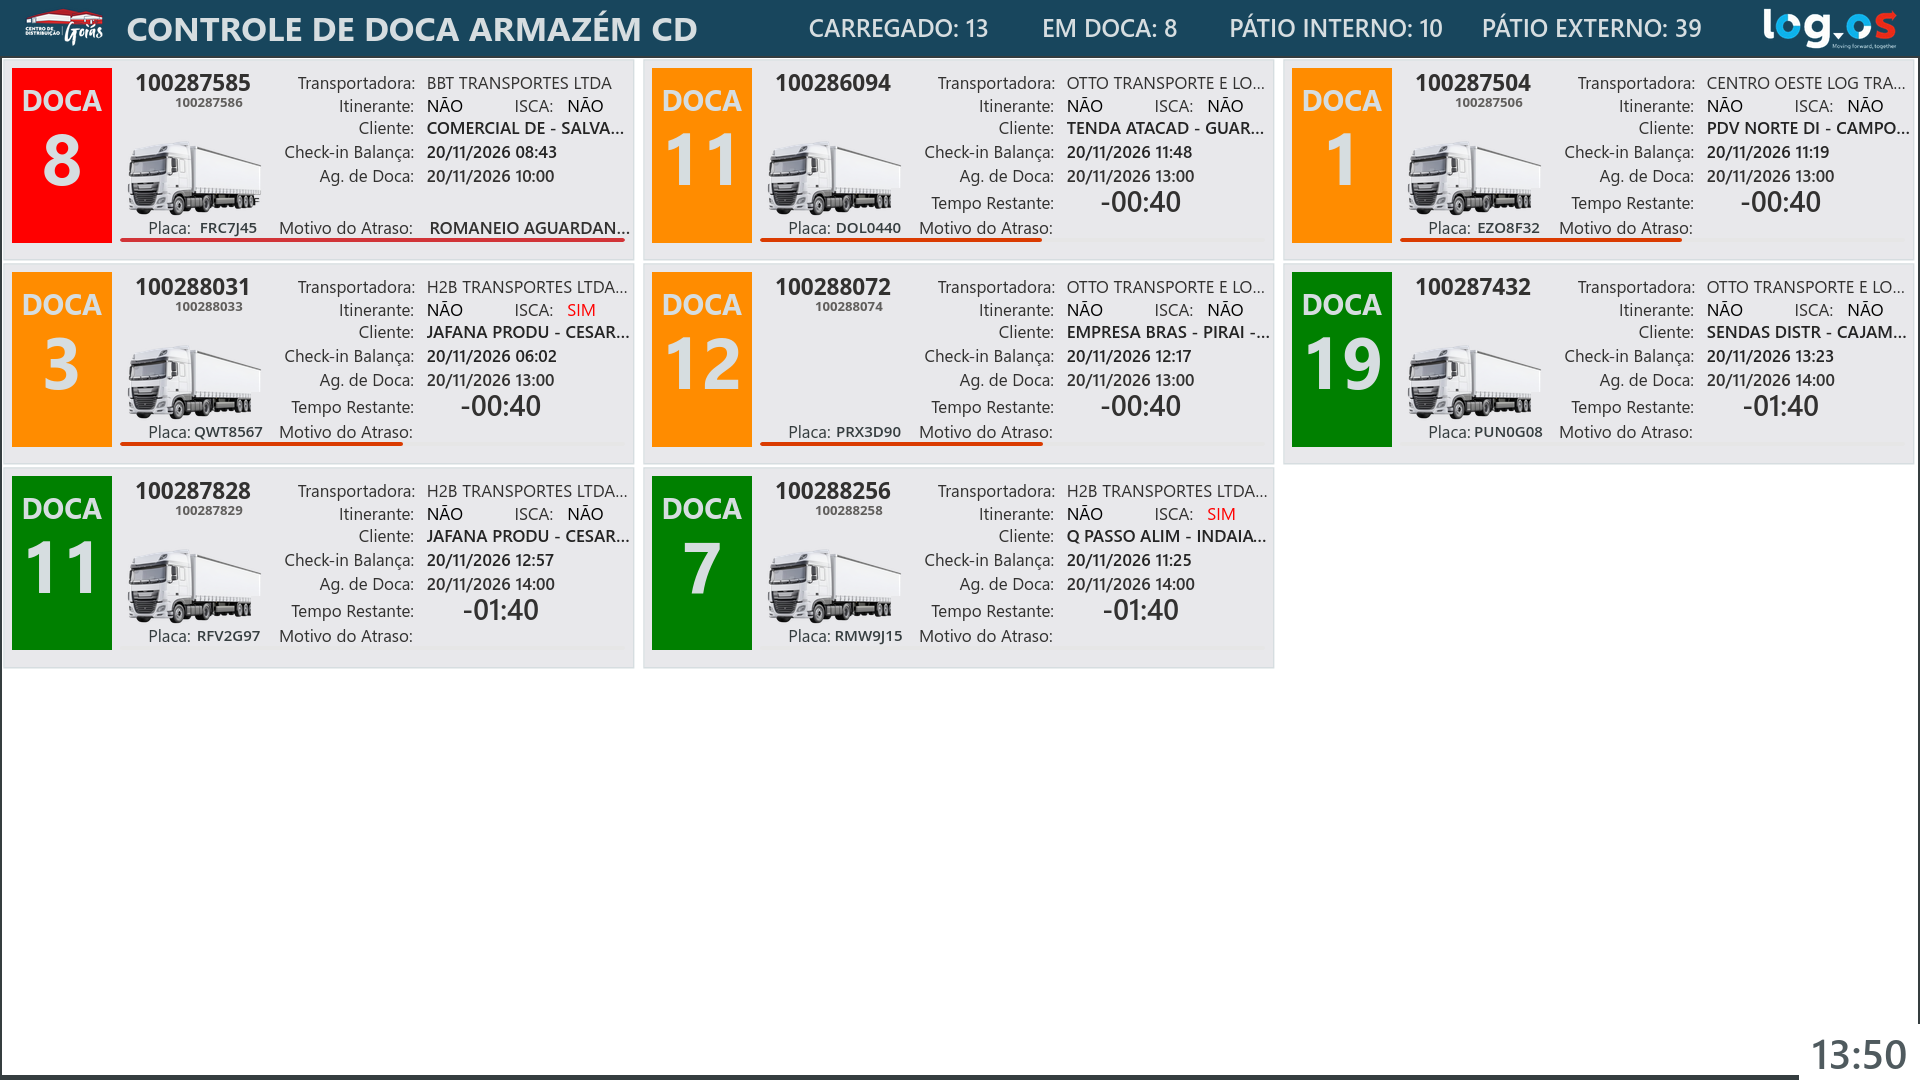 CENTRO DE DISTRIBUIÇÃO Goiás
CONTROLE DE DOCA ARMAZÉM CD
CARREGADO: 13
EM DOCA: 8
PÁTIO INTERNO: 10
PÁTIO EXTERNO: 39
log.os
Moving forward, together
DOCA
8
100287585
100287586
Transportadora: BBT TRANSPORTES LTDA
Itinerante: NÃO ISCA: NÃO
Cliente: COMERCIAL DE - SALVA...
Check-in Balança: 20/11/2026 08:43
Ag. de Doca: 20/11/2026 10:00
Placa: FRC7J45 Motivo do Atraso: ROMANEIO AGUARDAN...
DOCA
11
100286094
Transportadora: OTTO TRANSPORTE E LO...
Itinerante: NÃO ISCA: NÃO
Cliente: TENDA ATACAD - GUAR...
Check-in Balança: 20/11/2026 11:48
Ag. de Doca: 20/11/2026 13:00
Tempo Restante: -00:40
Placa: DOL0440 Motivo do Atraso:
DOCA
1
100287504
100287506
Transportadora: CENTRO OESTE LOG TRA...
Itinerante: NÃO ISCA: NÃO
Cliente: PDV NORTE DI - CAMPO...
Check-in Balança: 20/11/2026 11:19
Ag. de Doca: 20/11/2026 13:00
Tempo Restante: -00:40
Placa: EZO8F32 Motivo do Atraso:
DOCA
3
100288031
100288033
Transportadora: H2B TRANSPORTES LTDA...
Itinerante: NÃO ISCA: SIM
Cliente: JAFANA PRODU - CESAR...
Check-in Balança: 20/11/2026 06:02
Ag. de Doca: 20/11/2026 13:00
Tempo Restante: -00:40
Placa: QWT8567 Motivo do Atraso:
DOCA
12
100288072
100288074
Transportadora: OTTO TRANSPORTE E LO...
Itinerante: NÃO ISCA: NÃO
Cliente: EMPRESA BRAS - PIRAI -...
Check-in Balança: 20/11/2026 12:17
Ag. de Doca: 20/11/2026 13:00
Tempo Restante: -00:40
Placa: PRX3D90 Motivo do Atraso:
DOCA
19
100287432
Transportadora: OTTO TRANSPORTE E LO...
Itinerante: NÃO ISCA: NÃO
Cliente: SENDAS DISTR - CAJAM...
Check-in Balança: 20/11/2026 13:23
Ag. de Doca: 20/11/2026 14:00
Tempo Restante: -01:40
Placa: PUN0G08 Motivo do Atraso:
DOCA
11
100287828
100287829
Transportadora: H2B TRANSPORTES LTDA...
Itinerante: NÃO ISCA: NÃO
Cliente: JAFANA PRODU - CESAR...
Check-in Balança: 20/11/2026 12:57
Ag. de Doca: 20/11/2026 14:00
Tempo Restante: -01:40
Placa: RFV2G97 Motivo do Atraso:
DOCA
7
100288256
100288258
Transportadora: H2B TRANSPORTES LTDA...
Itinerante: NÃO ISCA: SIM
Cliente: Q PASSO ALIM - INDAIA...
Check-in Balança: 20/11/2026 11:25
Ag. de Doca: 20/11/2026 14:00
Tempo Restante: -01:40
Placa: RMW9J15 Motivo do Atraso:
13:50